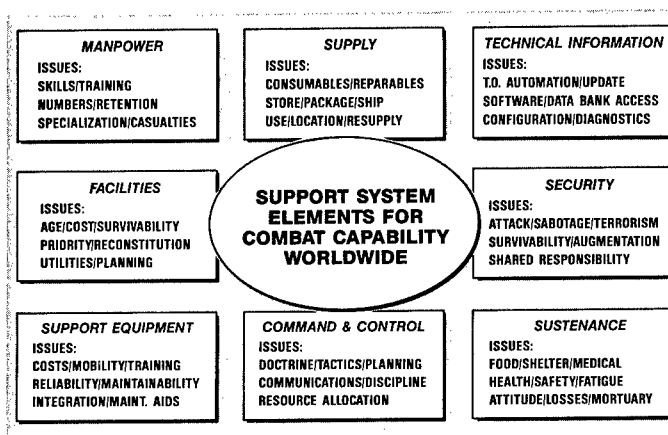 MANPOWER
ISSUES:
SKILLS/TRAINING
NUMBERS/RETENTION
SPECIALIZATION/CASUALTIES
SUPPLY
ISSUES:
CONSUMABLES/REPARABLES
STORE/PACKAGE/SHIP
USE/LOCATION/RESUPPLY
TECHNICAL INFORMATION
ISSUES:
T.O. AUTOMATION/UPDATE
SOFTWARE/DATA BANK ACCESS
CONFIGURATION/DIAGNOSTICS
FACILITIES
ISSUES:
AGE/COST/SURVIVABILITY
PRIORITY/RECONSTITUTION
UTILITIES/PLANNING
SUPPORT SYSTEM
ELEMENTS FOR
COMBAT CAPABILITY
WORLDWIDE
SECURITY
ISSUES:
ATTACK/SABOTAGE/TERRORISM
SURVIVABILITY/AUGMENTATION
SHARED RESPONSIBILITY
SUPPORT EQUIPMENT
ISSUES:
COSTS/MOBILITY/TRAINING
RELIABILITY/MAINTAINABILITY
INTEGRATION/MAINT. AIDS
COMMAND & CONTROL
ISSUES:
DOCTRINE/TACTICS/PLANNING
COMMUNICATIONS/DISCIPLINE
RESOURCE ALLOCATION
SUSTENANCE
ISSUES:
FOOD/SHELTER/MEDICAL
HEALTH/SAFETY/FATIGUE
ATTITUDE/LOSSES/MORTUARY